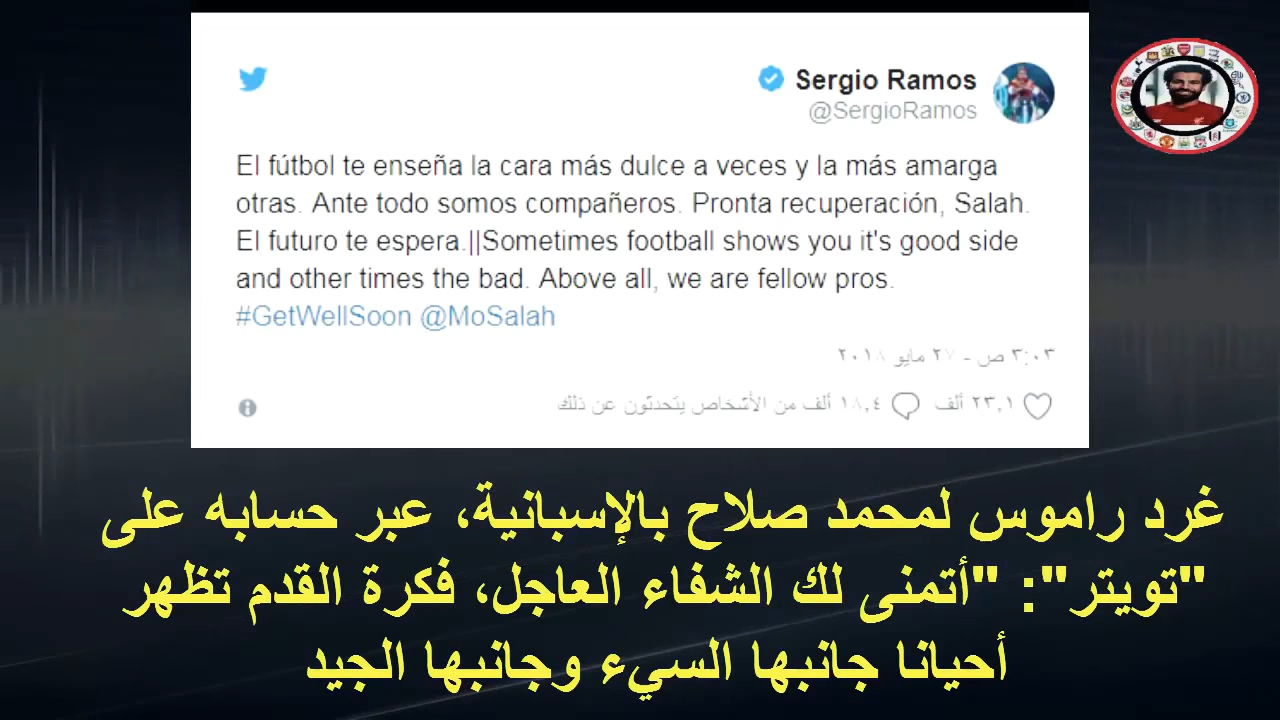 Sergio Ramos
@SergioRamos
El fútbol te enseña la cara más dulce a veces y la más amarga
otras. Ante todo somos compañeros. Pronta recuperación, Salah.
El futuro te espera.||Sometimes football shows you it's good side
and other times the bad. Above all, we are fellow pros.
#GetWellSoon @MoSalah
٣:٠٣ ص - ٢٧ مايو ٢٠١٨
٢٣,١ ألف ١٨,٤ ألف من الأشخاص يتحدثون عن ذلك
غرد راموس لمحمد صلاح بالإسبانية، عبر حسابه على
"تويتر": "أتمنى لك الشفاء العاجل، فكرة القدم تظهر
أحيانا جانبها السيء وجانبها الجيد